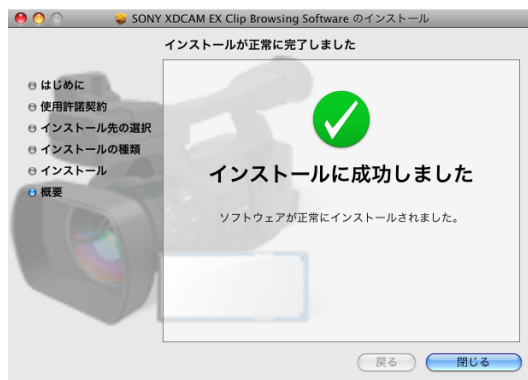 SONY XDCAM EX Clip Browsing Software のインストール
インストールが正常に完了しました
はじめに
使用許諾契約
インストール先の選択
インストールの種類
インストール
概要
インストールに成功しました
ソフトウェアが正常にインストールされました。
戻る
閉じる